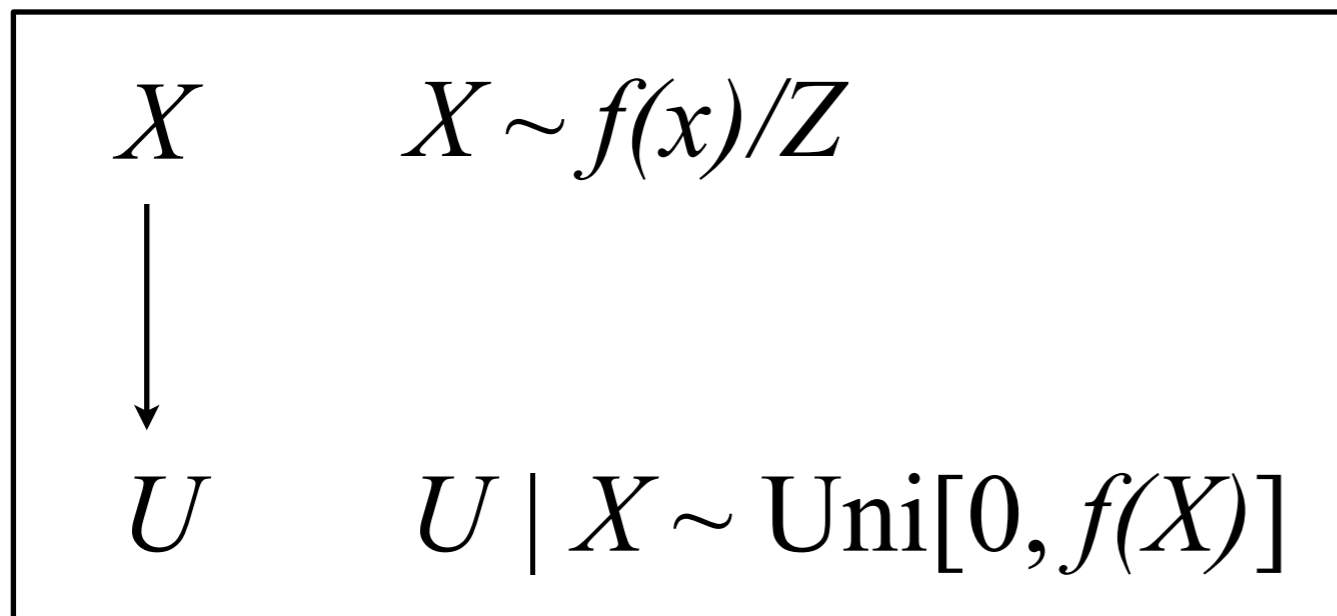 X X ~ f(x)/Z
U U | X ~ Uni[0, f(X)]